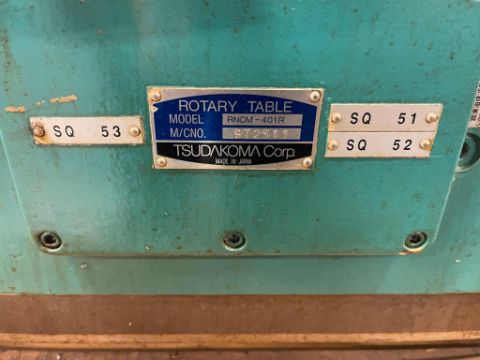 ROTARY TABLE
MODEL RNCM-401R
M/CNO.
TSUDAKOMA Corp.
MADE IN JAPAN
SQ 53
SQ 51
SQ 52